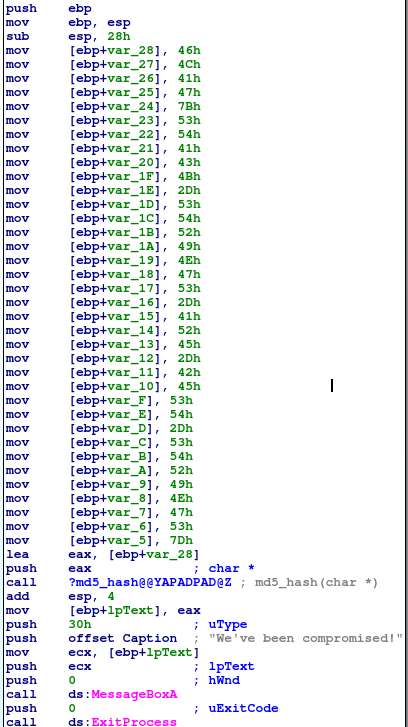 push ebp
mov ebp, esp
sub esp, 28h
mov [ebp+var_28], 46h
mov [ebp+var_27], 4Ch
mov [ebp+var_26], 41h
mov [ebp+var_25], 47h
mov [ebp+var_24], 7Bh
mov [ebp+var_23], 53h
mov [ebp+var_22], 54h
mov [ebp+var_21], 41h
mov [ebp+var_20], 43h
mov [ebp+var_1F], 4Bh
mov [ebp+var_1E], 2Dh
mov [ebp+var_1D], 53h
mov [ebp+var_1C], 54h
mov [ebp+var_1B], 52h
mov [ebp+var_1A], 49h
mov [ebp+var_19], 4Eh
mov [ebp+var_18], 47h
mov [ebp+var_17], 53h
mov [ebp+var_16], 2Dh
mov [ebp+var_15], 41h
mov [ebp+var_14], 52h
mov [ebp+var_13], 45h
mov [ebp+var_12], 2Dh
mov [ebp+var_11], 42h
mov [ebp+var_10], 45h
mov [ebp+var_F], 53h
mov [ebp+var_E], 54h
mov [ebp+var_D], 2Dh
mov [ebp+var_C], 53h
mov [ebp+var_B], 54h
mov [ebp+var_A], 52h
mov [ebp+var_9], 49h
mov [ebp+var_8], 4Eh
mov [ebp+var_7], 47h
mov [ebp+var_6], 53h
mov [ebp+var_5], 7Dh
lea eax, [ebp+var_28]
push eax ; char *
call ?md5_hash@@YAPADPAD@Z ; md5_hash(char *)
add esp, 4
mov [ebp+lpText], eax
push 30h ; uType
push offset Caption ; "We've been compromised!"
mov ecx, [ebp+lpText]
push ecx ; lpText
push 0 ; hWnd
call ds:MessageBoxA
push 0 ; uExitCode
call ds:ExitProcess